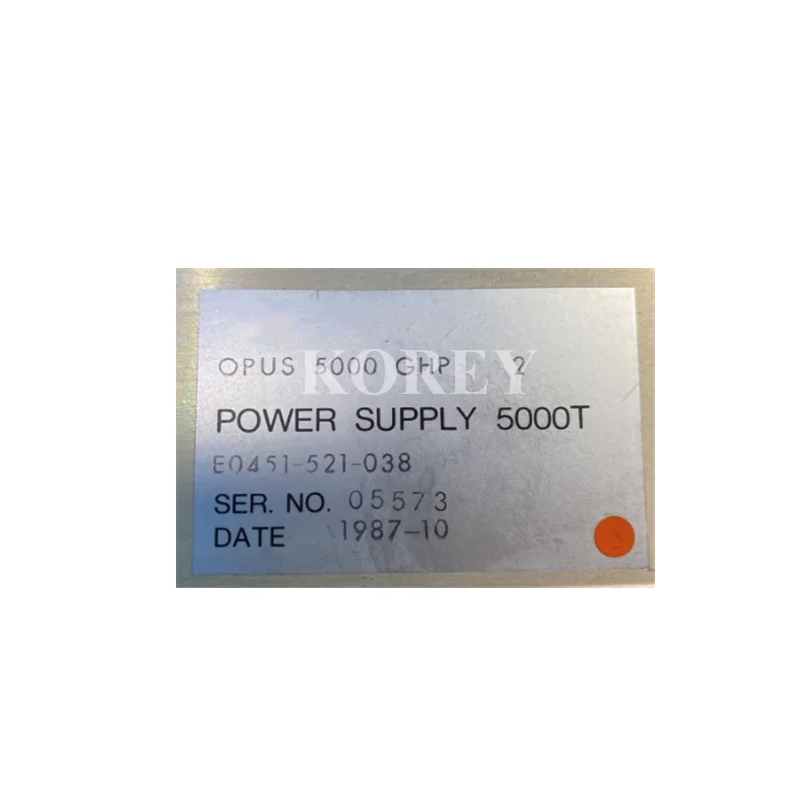 OPUS 5000 GHP 2
KOREY
POWER SUPPLY 5000T
E0451-521-038
SER. NO. 05573
DATE 1987-10